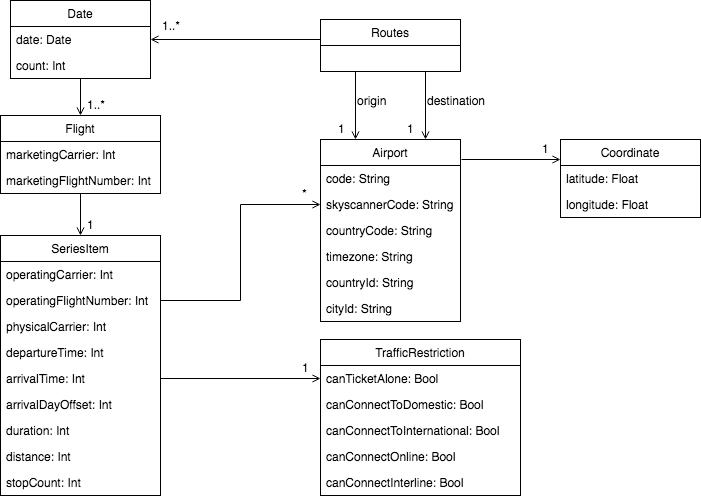 Date
date: Date
count: Int
1..*
Routes
1..*
origin
destination
1
1
Flight
marketingCarrier: Int
marketingFlightNumber: Int
1
Airport
code: String
skyscannerCode: String
countryCode: String
timezone: String
countryId: String
cityId: String
1
Coordinate
latitude: Float
longitude: Float
*
SeriesItem
operatingCarrier: Int
operatingFlightNumber: Int
physicalCarrier: Int
departureTime: Int
arrivalTime: Int
arrivalDayOffset: Int
duration: Int
distance: Int
stopCount: Int
1
TrafficRestriction
canTicketAlone: Bool
canConnectToDomestic: Bool
canConnectToInternational: Bool
canConnectOnline: Bool
canConnectInterline: Bool